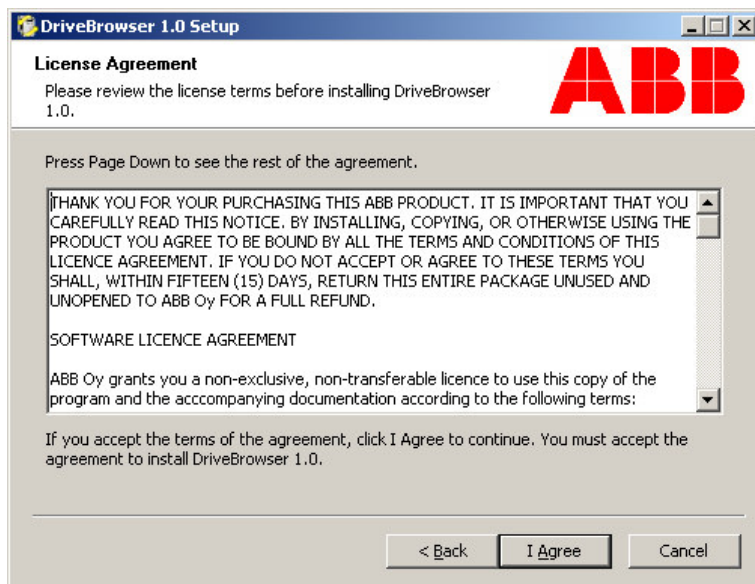 DriveBrowser 1.0 Setup
License Agreement
Please review the license terms before installing DriveBrowser
1.0.
ABB
Press Page Down to see the rest of the agreement.
THANK YOU FOR YOUR PURCHASING THIS ABB PRODUCT. IT IS IMPORTANT THAT YOU
CAREFULLY READ THIS NOTICE. BY INSTALLING, COPYING, OR OTHERWISE USING THE
PRODUCT YOU AGREE TO BE BOUND BY ALL THE TERMS AND CONDITIONS OF THIS
LICENCE AGREEMENT. IF YOU DO NOT ACCEPT OR AGREE TO THESE TERMS YOU
SHALL, WITHIN FIFTEEN (15) DAYS, RETURN THIS ENTIRE PACKAGE UNUSED AND
UNOPENED TO ABB Oy FOR A FULL REFUND.
SOFTWARE LICENCE AGREEMENT
ABB Oy grants you a non-exclusive, non-transferable licence to use this copy of the
program and the acccompanying documentation according to the following terms:
If you accept the terms of the agreement, click I Agree to continue. You must accept the
agreement to install DriveBrowser 1.0.
< Back
I Agree
Cancel